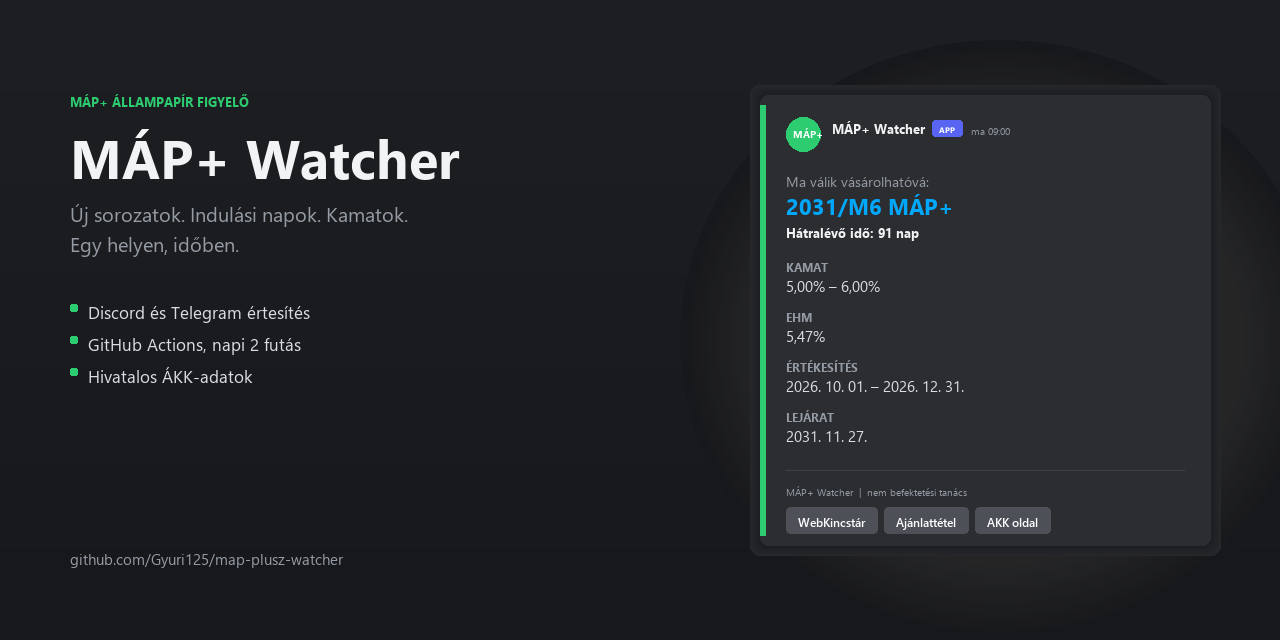 MÁP+ ÁLLAMPAPÍR FIGYELŐ
MÁP+ Watcher
Új sorozatok. Indulási napok. Kamatok.
Egy helyen, időben.
Discord és Telegram értesítés
GitHub Actions, napi 2 futás
Hivatalos ÁKK-adatok
github.com/Gyuri125/map-plusz-watcher
MÁP+
MÁP+ Watcher APP ma 09:00
Ma válik vásárolhatóvá:
2031/M6 MÁP+
Hátralévő idő: 91 nap
KAMAT
5,00% – 6,00%
EHM
5,47%
ÉRTÉKESÍTÉS
2026. 10. 01. – 2026. 12. 31.
LEJÁRAT
2031. 11. 27.
MÁP+ Watcher | nem befektetési tanács
WebKincstár Ajánlattétel AKK oldal